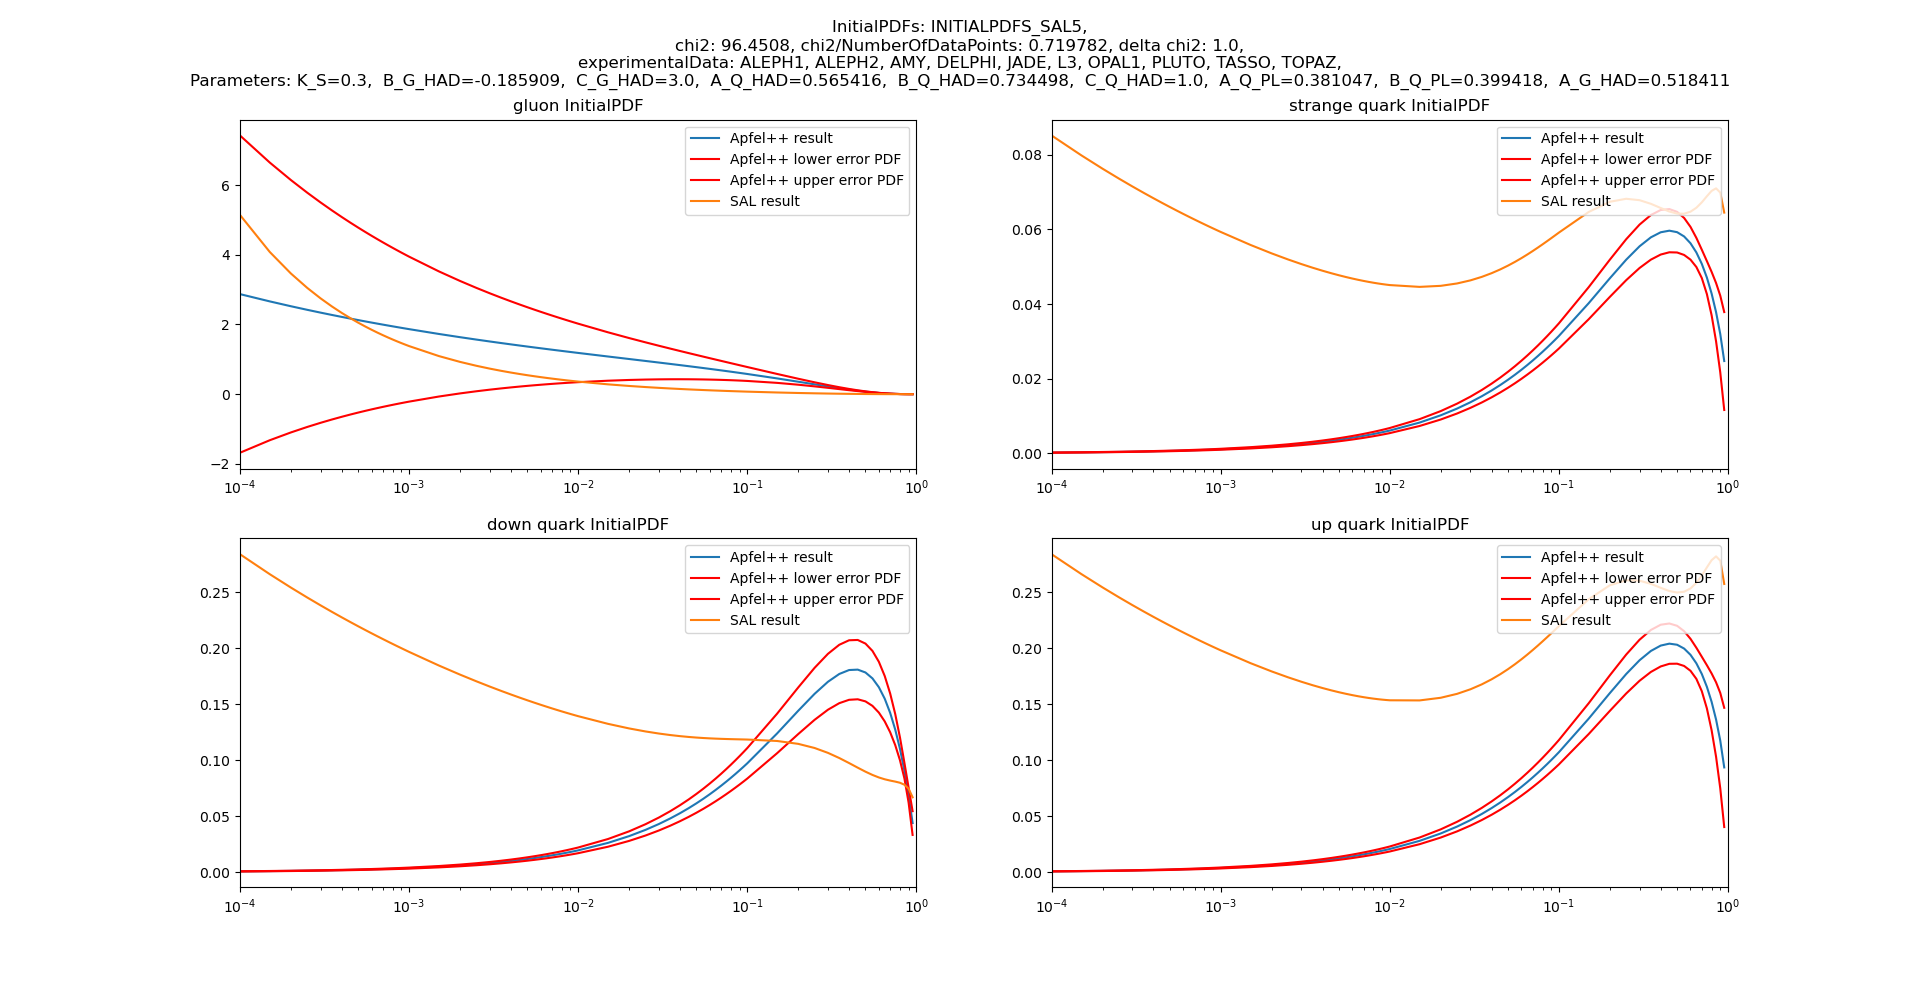 InitialPDFs: INITIALPDFS_SAL5,
chi2: 96.4508, chi2/NumberOfDataPoints: 0.719782, delta chi2: 1.0,
experimentalData: ALEPH1, ALEPH2, AMY, DELPHI, JADE, L3, OPAL1, PLUTO, TASSO, TOPAZ,
Parameters: K_S=0.3,  B_G_HAD=-0.185909,  C_G_HAD=3.0,  A_Q_HAD=0.565416,  B_Q_HAD=0.734498,  C_Q_HAD=1.0,  A_Q_PL=0.381047,  B_Q_PL=0.399418,  A_G_HAD=0.518411
gluon InitialPDF
Apfel++ result
Apfel++ lower error PDF
Apfel++ upper error PDF
SAL result
6
4
2
0
−2
10⁻⁴ 10⁻³ 10⁻² 10⁻¹ 10⁰
strange quark InitialPDF
Apfel++ result
Apfel++ lower error PDF
Apfel++ upper error PDF
SAL result
0.08
0.06
0.04
0.02
0.00
10⁻⁴ 10⁻³ 10⁻² 10⁻¹ 10⁰
down quark InitialPDF
Apfel++ result
Apfel++ lower error PDF
Apfel++ upper error PDF
SAL result
0.25
0.20
0.15
0.10
0.05
0.00
10⁻⁴ 10⁻³ 10⁻² 10⁻¹ 10⁰
up quark InitialPDF
Apfel++ result
Apfel++ lower error PDF
Apfel++ upper error PDF
SAL result
0.25
0.20
0.15
0.10
0.05
0.00
10⁻⁴ 10⁻³ 10⁻² 10⁻¹ 10⁰